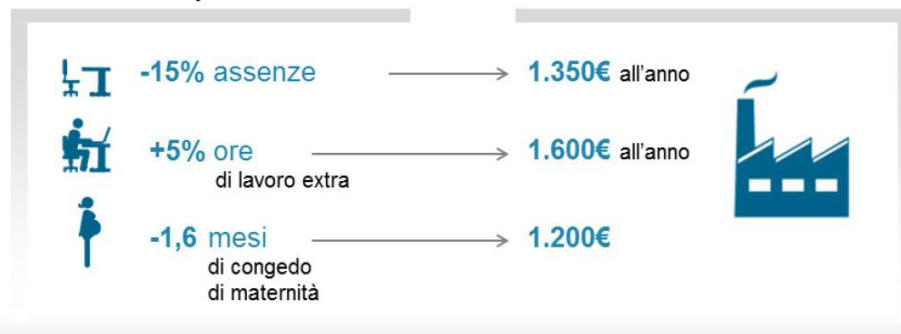 -15% assenze 1.350€ all'anno
+5% ore 1.600€ all'anno
di lavoro extra
-1,6 mesi 1.200€
di congedo
di maternità